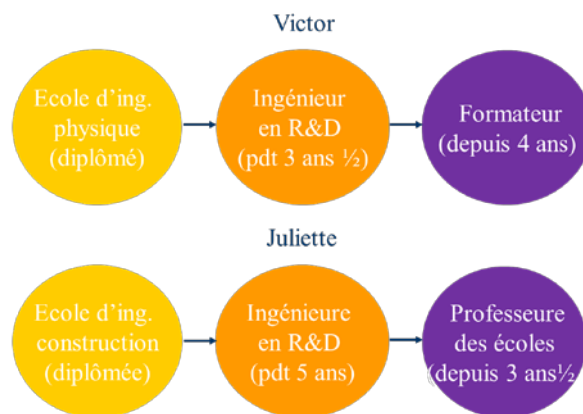 Victor
Ecole d'ing.
physique
(diplômé)
Ingénieur
en R&D
(pdt 3 ans ½)
Formateur
(depuis 4 ans)
Juliette
Ecole d'ing.
construction
(diplômée)
Ingénieure
en R&D
(pdt 5 ans)
Professeure
des écoles
(depuis 3 ans½